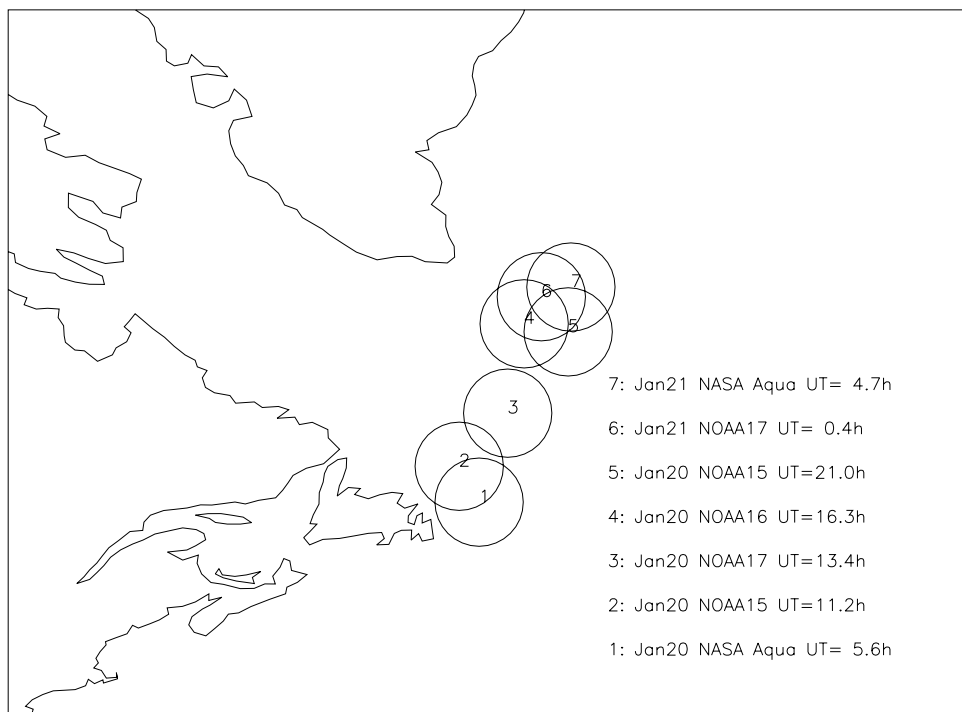 7
6
4
5
3
2
1
7: Jan21 NASA Aqua UT= 4.7h
6: Jan21 NOAA17 UT= 0.4h
5: Jan20 NOAA15 UT=21.0h
4: Jan20 NOAA16 UT=16.3h
3: Jan20 NOAA17 UT=13.4h
2: Jan20 NOAA15 UT=11.2h
1: Jan20 NASA Aqua UT= 5.6h